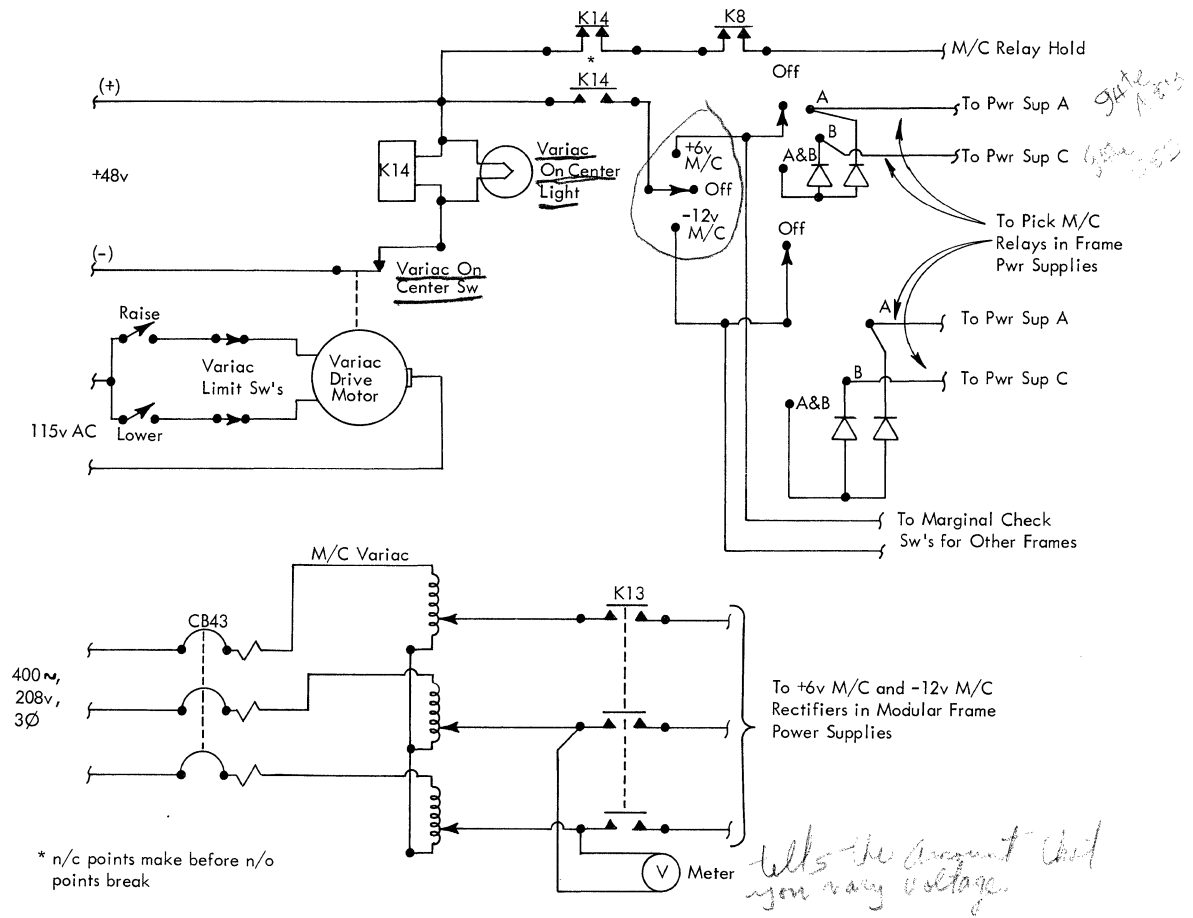 K14
K8
*
M/C Relay Hold
(+)
K14
Off
A
To Pwr Sup A
B
To Pwr Sup C
+48v
K14
Variac
On Center
Light
+6v
M/C
Off
-12v
M/C
A&B
Off
To Pick M/C
Relays in Frame
Pwr Supplies
(-)
Variac On
Center Sw
Raise
Variac
Limit Sw's
Variac
Drive
Motor
Lower
115v AC
A
To Pwr Sup A
B
To Pwr Sup C
A&B
To Marginal Check
Sw's for Other Frames
M/C Variac
K13
CB43
400~,
208v,
3Ø
To +6v M/C and -12v M/C
Rectifiers in Modular Frame
Power Supplies
* n/c points make before n/o
points break
V
Meter
tells the amount that
you vary voltage.